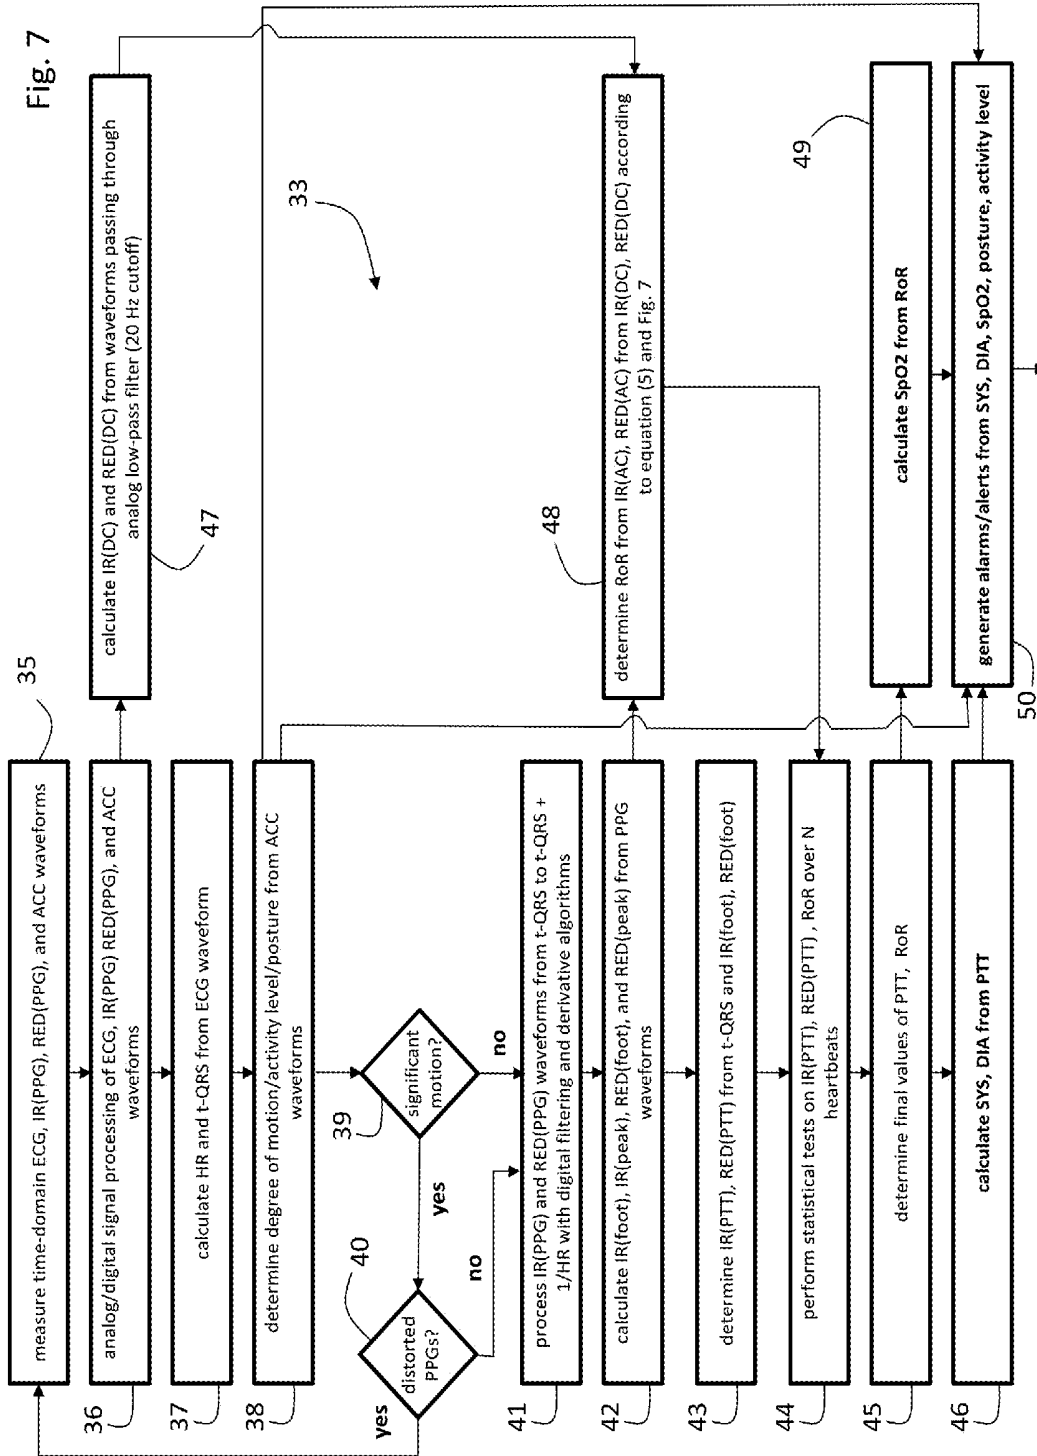 Fig. 7
35
measure time-domain ECG, IR(PPG), RED(PPG), and ACC waveforms
36
analog/digital signal processing of ECG, IR(PPG) RED(PPG), and ACC
waveforms
calculate IR(DC) and RED(DC) from waveforms passing through
analog low-pass filter (20 Hz cutoff)
47
37
calculate HR and t-QRS from ECG waveform
38
determine degree of motion/activity level/posture from ACC
waveforms
33
39
significant
motion?
yes
no
40
distorted
PPGs?
yes
no
41
process IR(PPG) and RED(PPG) waveforms from t-QRS to t-QRS +
1/HR with digital filtering and derivative algorithms
42
calculate IR(foot), IR(peak), RED(foot), and RED(peak) from PPG
waveforms
48
determine RoR from IR(AC), RED(AC) from IR(DC), RED(DC) according
to equation (5) and Fig. 7
43
determine IR(PTT), RED(PTT) from t-QRS and IR(foot), RED(foot)
44
perform statistical tests on IR(PTT), RED(PTT) , RoR over N
heartbeats
45
determine final values of PTT, RoR
49
calculate SpO2 from RoR
46
calculate SYS, DIA from PTT
generate alarms/alerts from SYS, DIA, SpO2, posture, activity level
50